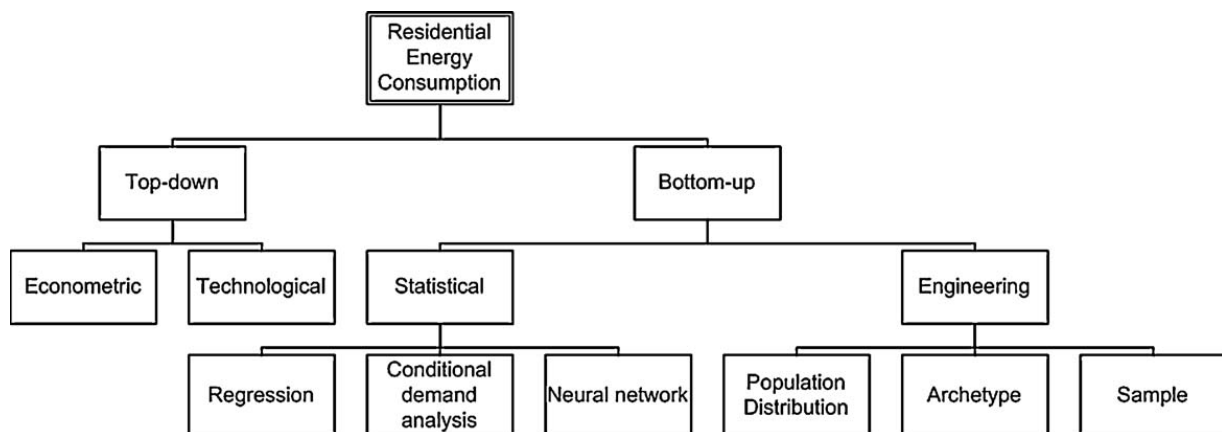 Residential
Energy
Consumption
Top-down
Bottom-up
Econometric
Technological
Statistical
Engineering
Regression
Conditional
demand
analysis
Neural network
Population
Distribution
Archetype
Sample